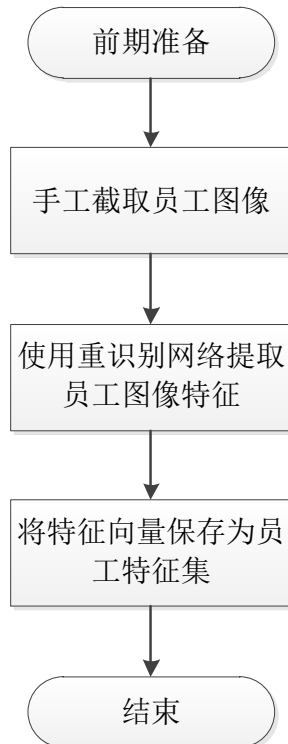 前期准备
手工截取员工图像
使用重识别网络提取
员工图像特征
将特征向量保存为员
工特征集
结束